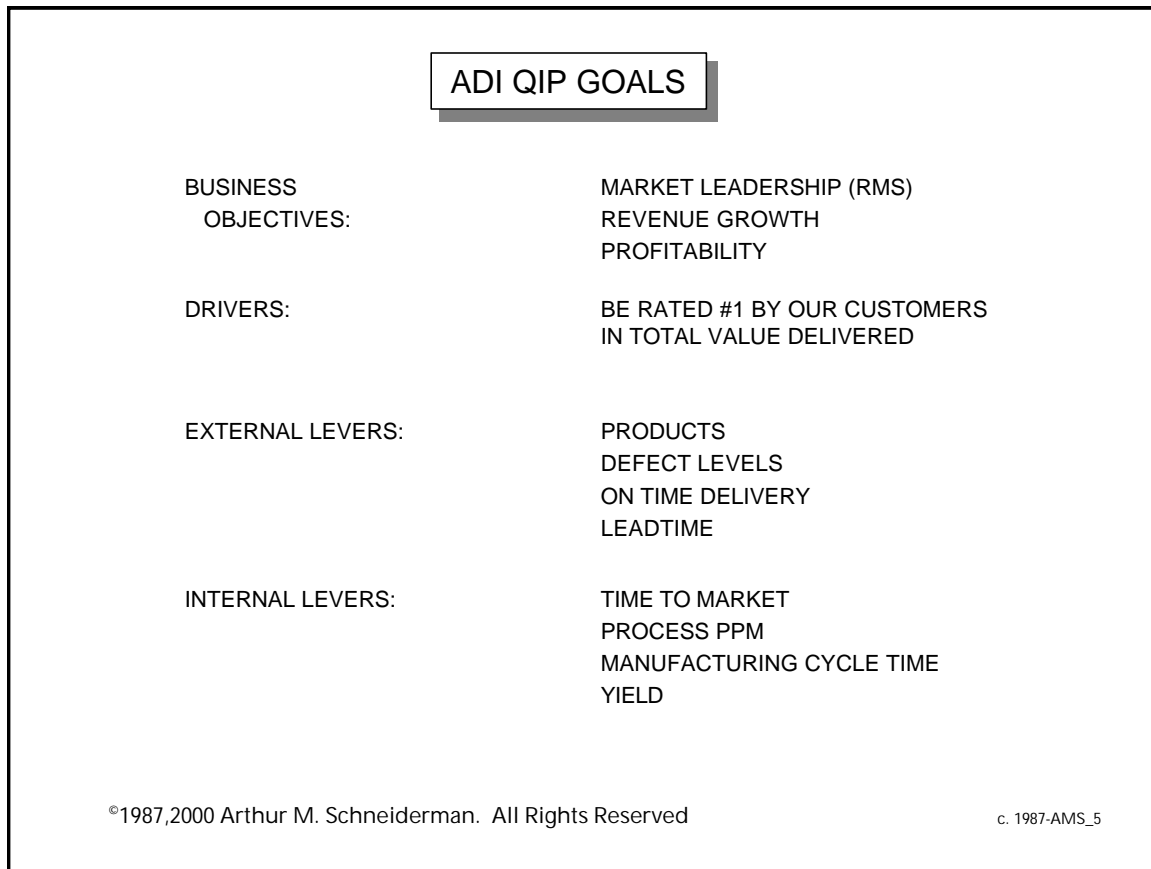 ADI QIP GOALS
BUSINESS MARKET LEADERSHIP (RMS)
OBJECTIVES: REVENUE GROWTH
PROFITABILITY
DRIVERS: BE RATED #1 BY OUR CUSTOMERS
IN TOTAL VALUE DELIVERED
EXTERNAL LEVERS: PRODUCTS
DEFECT LEVELS
ON TIME DELIVERY
LEADTIME
INTERNAL LEVERS: TIME TO MARKET
PROCESS PPM
MANUFACTURING CYCLE TIME
YIELD
©1987,2000 Arthur M. Schneiderman. All Rights Reserved c. 1987-AMS_5